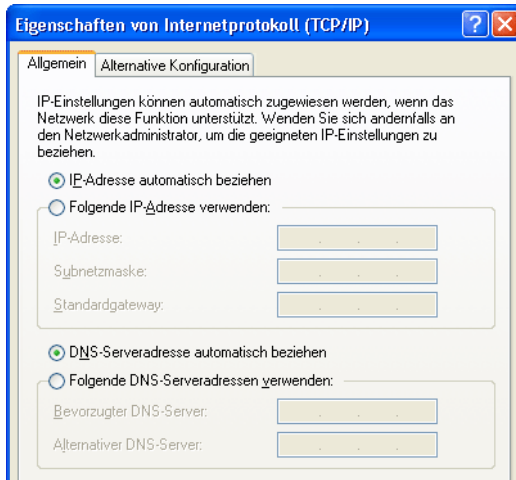 Eigenschaften von Internetprotokoll (TCP/IP)
Allgemein
Alternative Konfiguration
IP-Einstellungen können automatisch zugewiesen werden, wenn das
Netzwerk diese Funktion unterstützt. Wenden Sie sich andernfalls an
den Netzwerkadministrator, um die geeigneten IP-Einstellungen zu
beziehen.
IP-Adresse automatisch beziehen
Folgende IP-Adresse verwenden:
IP-Adresse:
Subnetzmaske:
Standardgateway:
DNS-Serveradresse automatisch beziehen
Folgende DNS-Serveradressen verwenden:
Bevorzugter DNS-Server:
Alternativer DNS-Server: